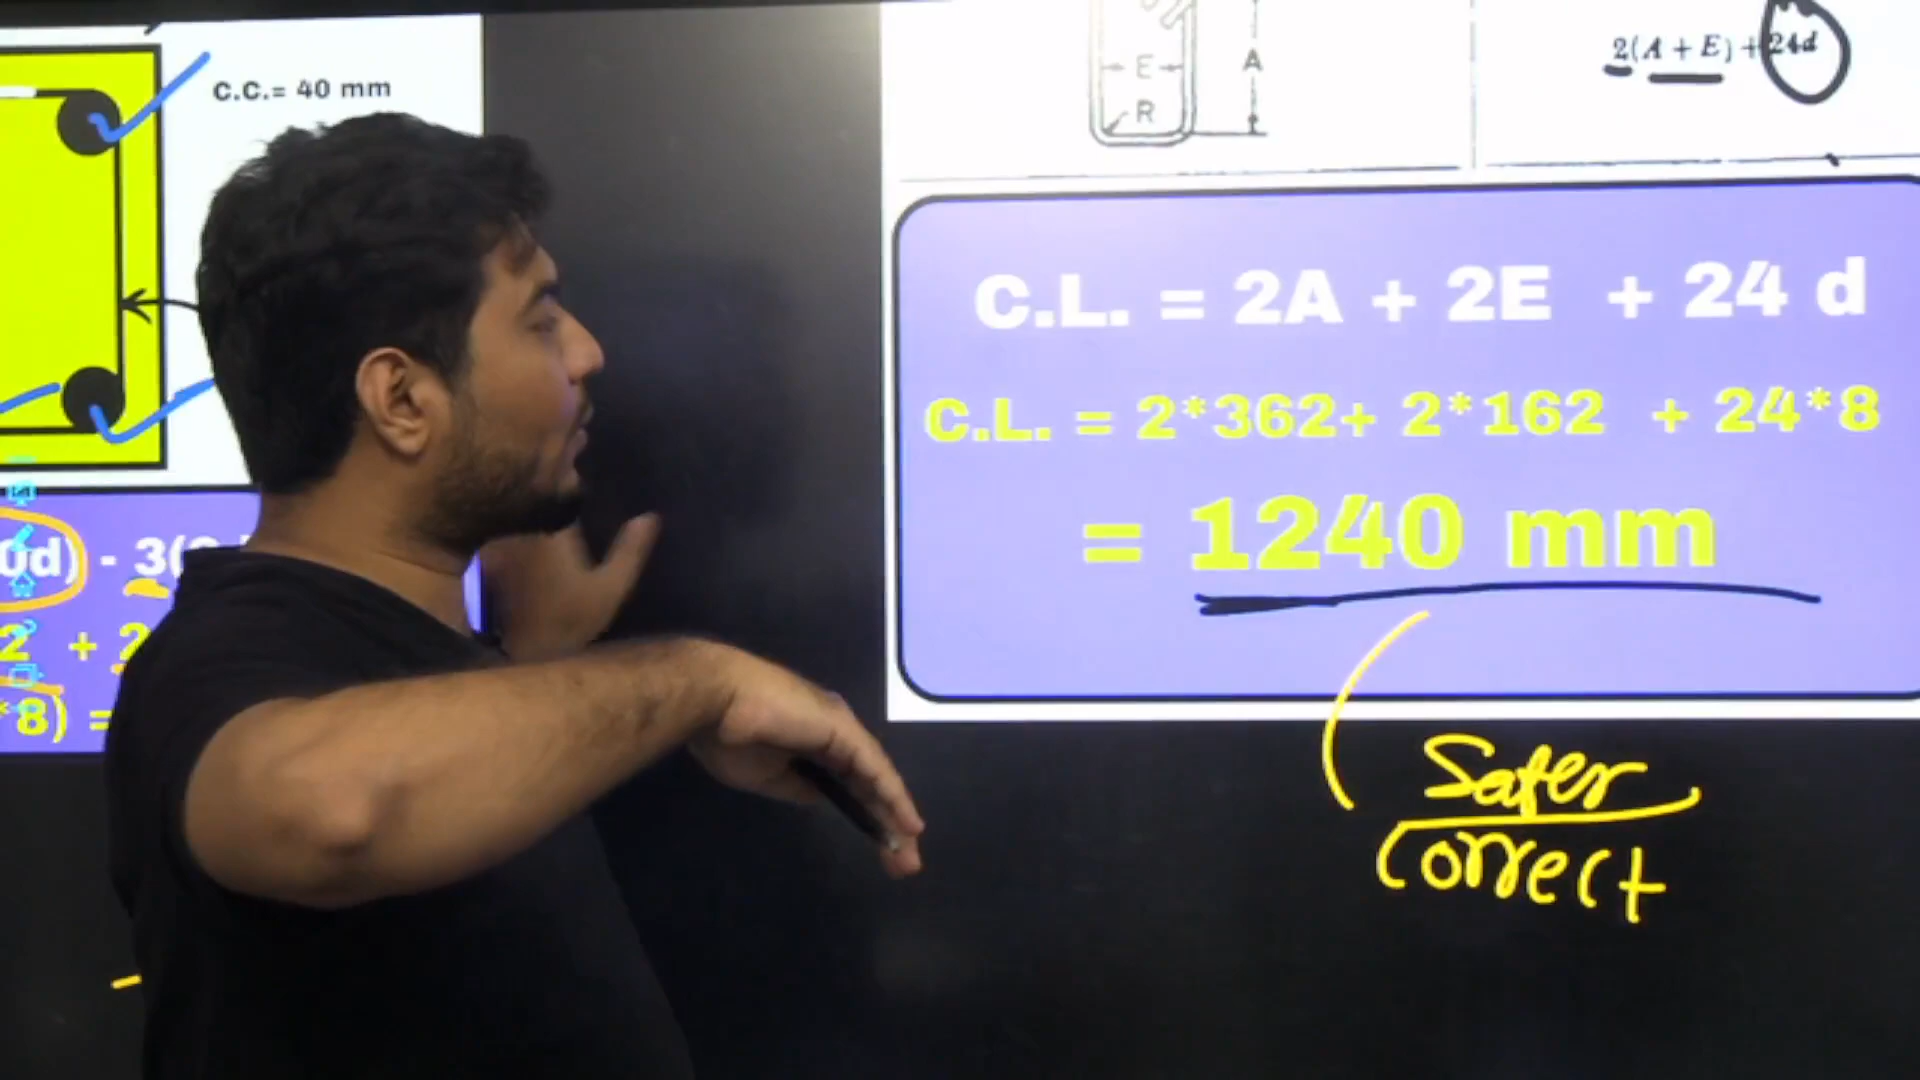 C.C.= 40 mm
0d) - 3(
2 + 2
*8) =
E
A
R
2(A + E) + 24d
C.L. = 2A + 2E + 24 d
C.L. = 2*362+ 2*162 + 24*8
= 1240 mm
Safer
Correct